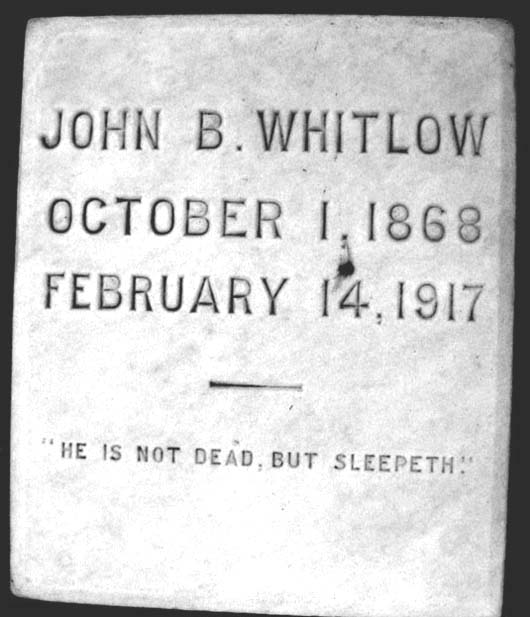 JOHN B. WHITLOW
OCTOBER 1, 1868
FEBRUARY 14, 1917
"HE IS NOT DEAD, BUT SLEEPETH."